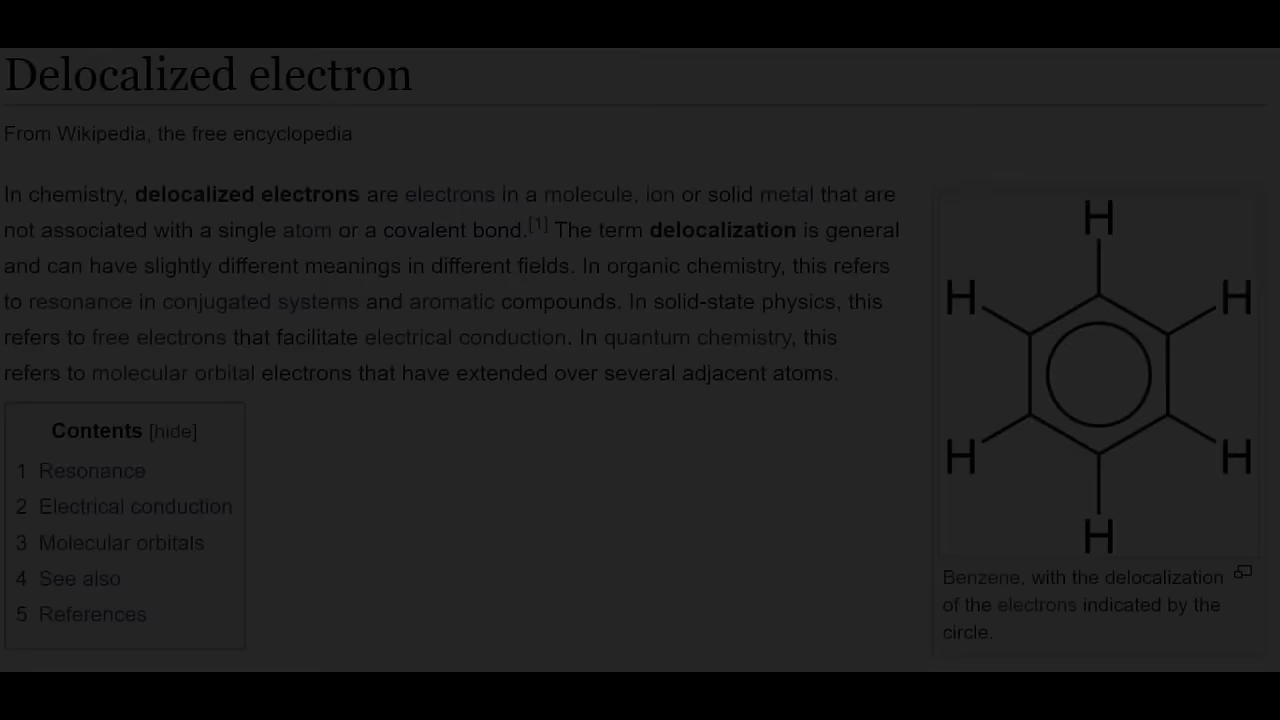 Delocalized electron
From Wikipedia, the free encyclopedia
In chemistry, delocalized electrons are electrons in a molecule, ion or solid metal that are
not associated with a single atom or a covalent bond.[1] The term delocalization is general
and can have slightly different meanings in different fields. In organic chemistry, this refers
to resonance in conjugated systems and aromatic compounds. In solid-state physics, this
refers to free electrons that facilitate electrical conduction. In quantum chemistry, this
refers to molecular orbital electrons that have extended over several adjacent atoms.
Contents [hide]
1 Resonance
2 Electrical conduction
3 Molecular orbitals
4 See also
5 References
H
H H
H H
H
Benzene, with the delocalization
of the electrons indicated by the
circle.